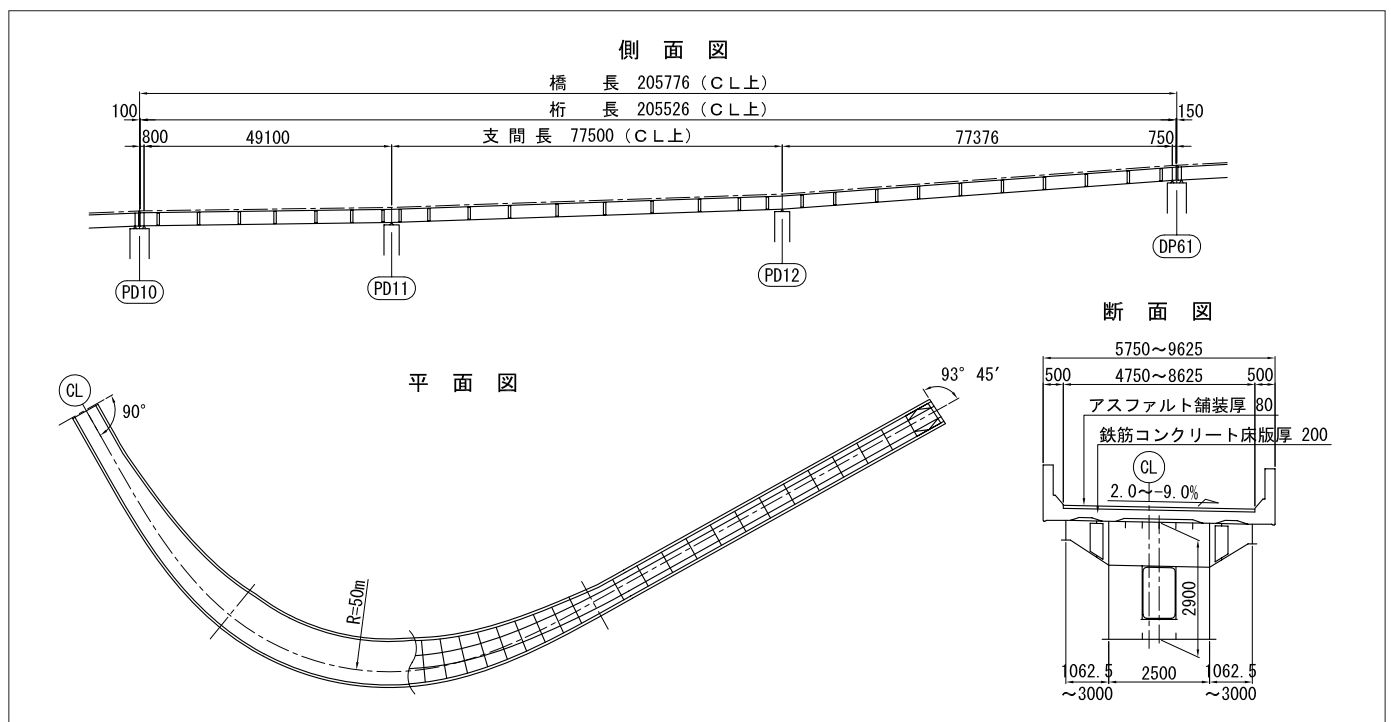 側 面 図
橋 長 205776 (CL上)
100 桁 長 205526 (CL上) 150
800 49100 支 間 長 77500 (CL上) 77376 750
PD10
PD11
PD12
DP61
平 面 図
CL
90°
R=50m
93° 45′
断 面 図
5750～9625
500 4750～8625 500
アスファルト舗装厚 80
鉄筋コンクリート床版厚 200
CL
2.0～-9.0%
2900
1062.5 2500 1062.5
～3000 ～3000